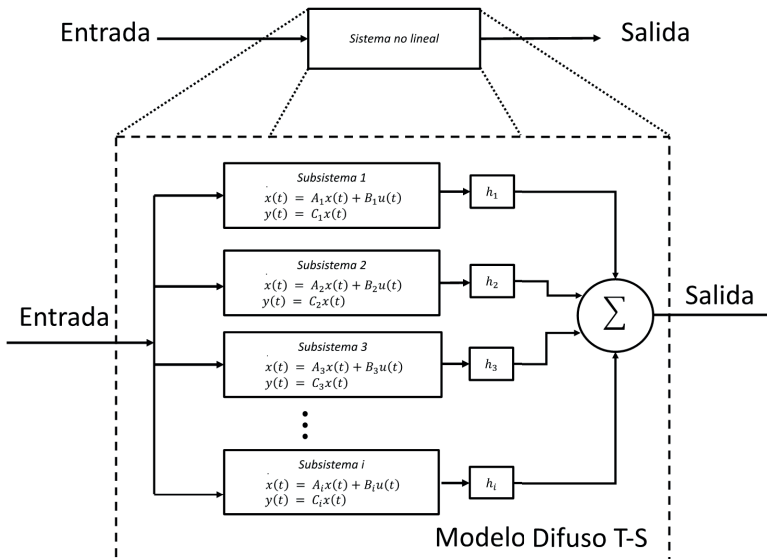 Entrada
Sistema no lineal
Salida
Subsistema 1
ẋ(t) = A₁x(t) + B₁u(t)
y(t) = C₁x(t)
h₁
Subsistema 2
ẋ(t) = A₂x(t) + B₂u(t)
y(t) = C₂x(t)
h₂
Entrada
Σ
Salida
Subsistema 3
ẋ(t) = A₃x(t) + B₃u(t)
y(t) = C₃x(t)
h₃
Subsistema i
ẋ(t) = Aᵢx(t) + Bᵢu(t)
y(t) = Cᵢx(t)
hᵢ
Modelo Difuso T-S